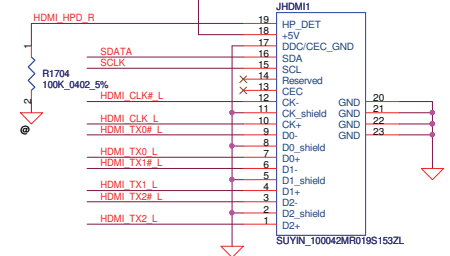 JHDMI1
HDMI_HPD_R
19 HP_DET
18 +5V
17 DDC/CEC_GND
SDATA 16 SDA
SCLK 15 SCL
14 Reserved
13 CEC
HDMI_CLK#_L 12 CK- GND 20
11 CK_shield GND 21
HDMI_CLK_L 10 CK+ GND 22
HDMI_TX0#_L 9 D0- GND 23
8 D0_shield
HDMI_TX0_L 7 D0+
HDMI_TX1#_L 6 D1-
5 D1_shield
HDMI_TX1_L 4 D1+
HDMI_TX2#_L 3 D2-
2 D2_shield
HDMI_TX2_L 1 D2+
SUYIN_100042MR019S153ZL
1
R1704
100K_0402_5%
2
@